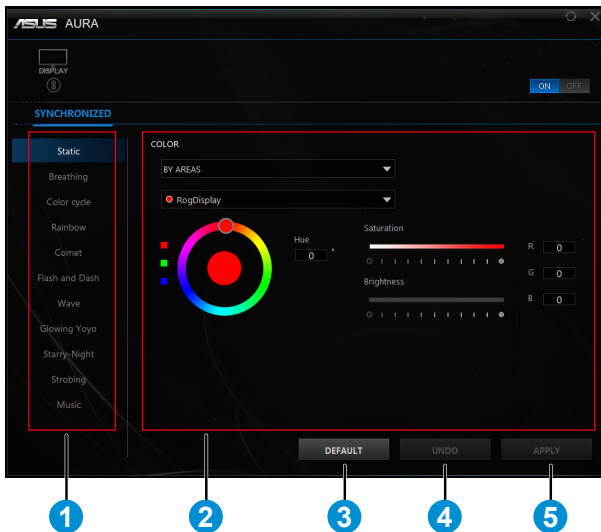 ASUS AURA
DISPLAY
ON OFF
SYNCHRONIZED
Static
Breathing
Color cycle
Rainbow
Comet
Flash and Dash
Wave
Glowing Yoyo
Starry-Night
Strobing
Music
COLOR
BY AREAS
RogDisplay
Hue
0 °
Saturation
Brightness
R 0
G 0
B 0
DEFAULT UNDO APPLY
1 2 3 4 5